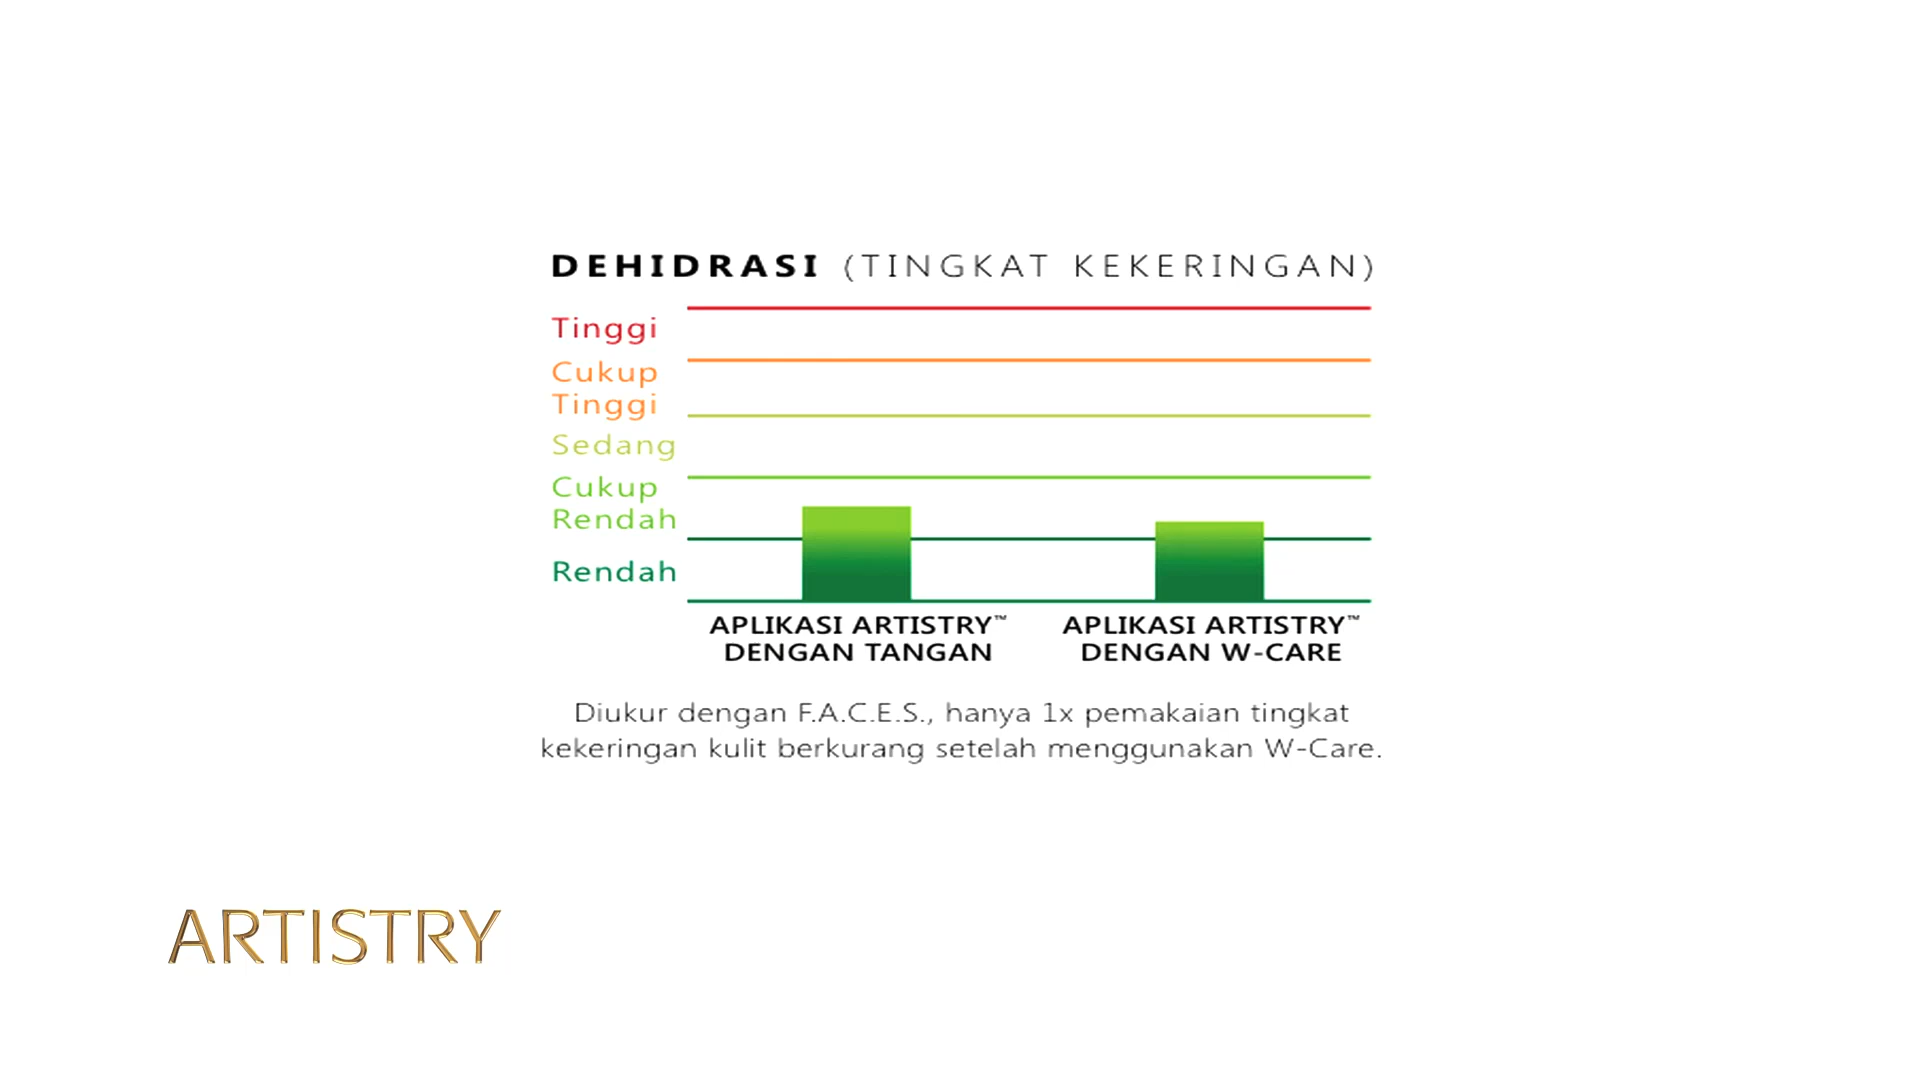 DEHIDRASI (TINGKAT KEKERINGAN)
Tinggi
Cukup
Tinggi
Sedang
Cukup
Rendah
Rendah
APLIKASI ARTISTRY™
DENGAN TANGAN
APLIKASI ARTISTRY™
DENGAN W-CARE
Diukur dengan F.A.C.E.S., hanya 1x pemakaian tingkat
kekeringan kulit berkurang setelah menggunakan W-Care.
ARTISTRY